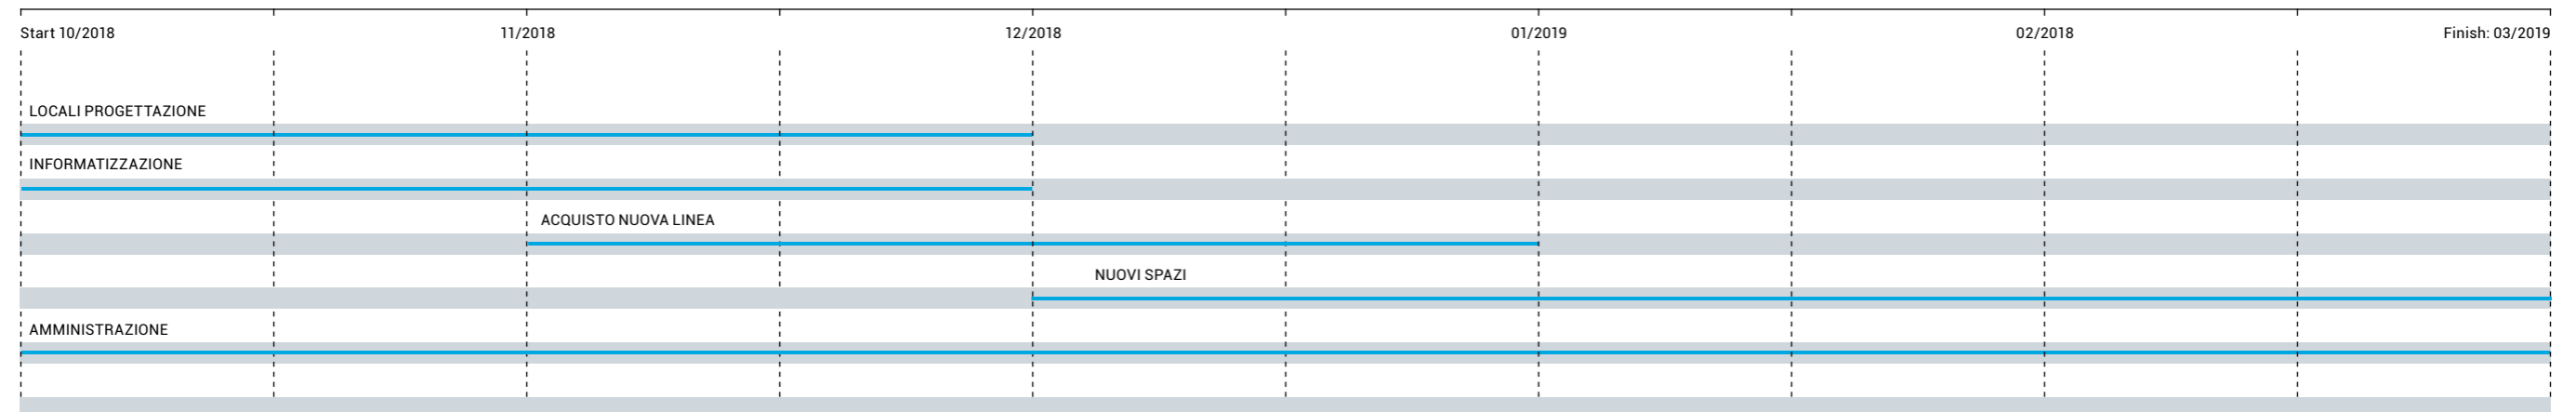 Start 10/2018 11/2018 12/2018 01/2019 02/2018 Finish: 03/2019
LOCALI PROGETTAZIONE
INFORMATIZZAZIONE
ACQUISTO NUOVA LINEA
NUOVI SPAZI
AMMINISTRAZIONE